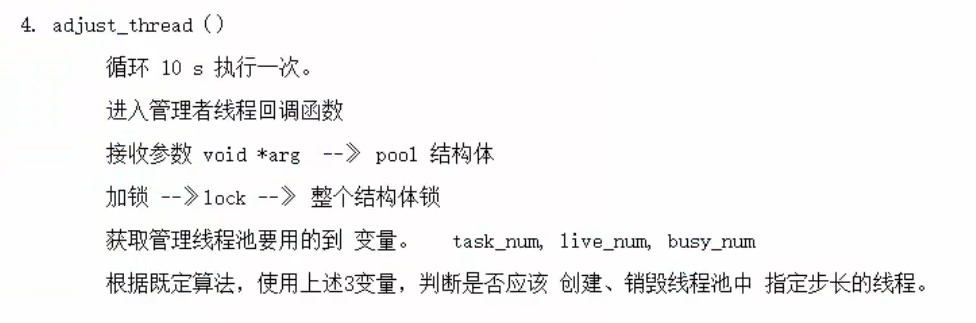 4. adjust_thread ()
循环 10 s 执行一次。
进入管理者线程回调函数
接收参数 void *arg --》 pool 结构体
加锁 --》lock --》 整个结构体锁
获取管理线程池要用的到 变量。 task_num, live_num, busy_num
根据既定算法，使用上述3变量，判断是否应该 创建、销毁线程池中 指定步长的线程。